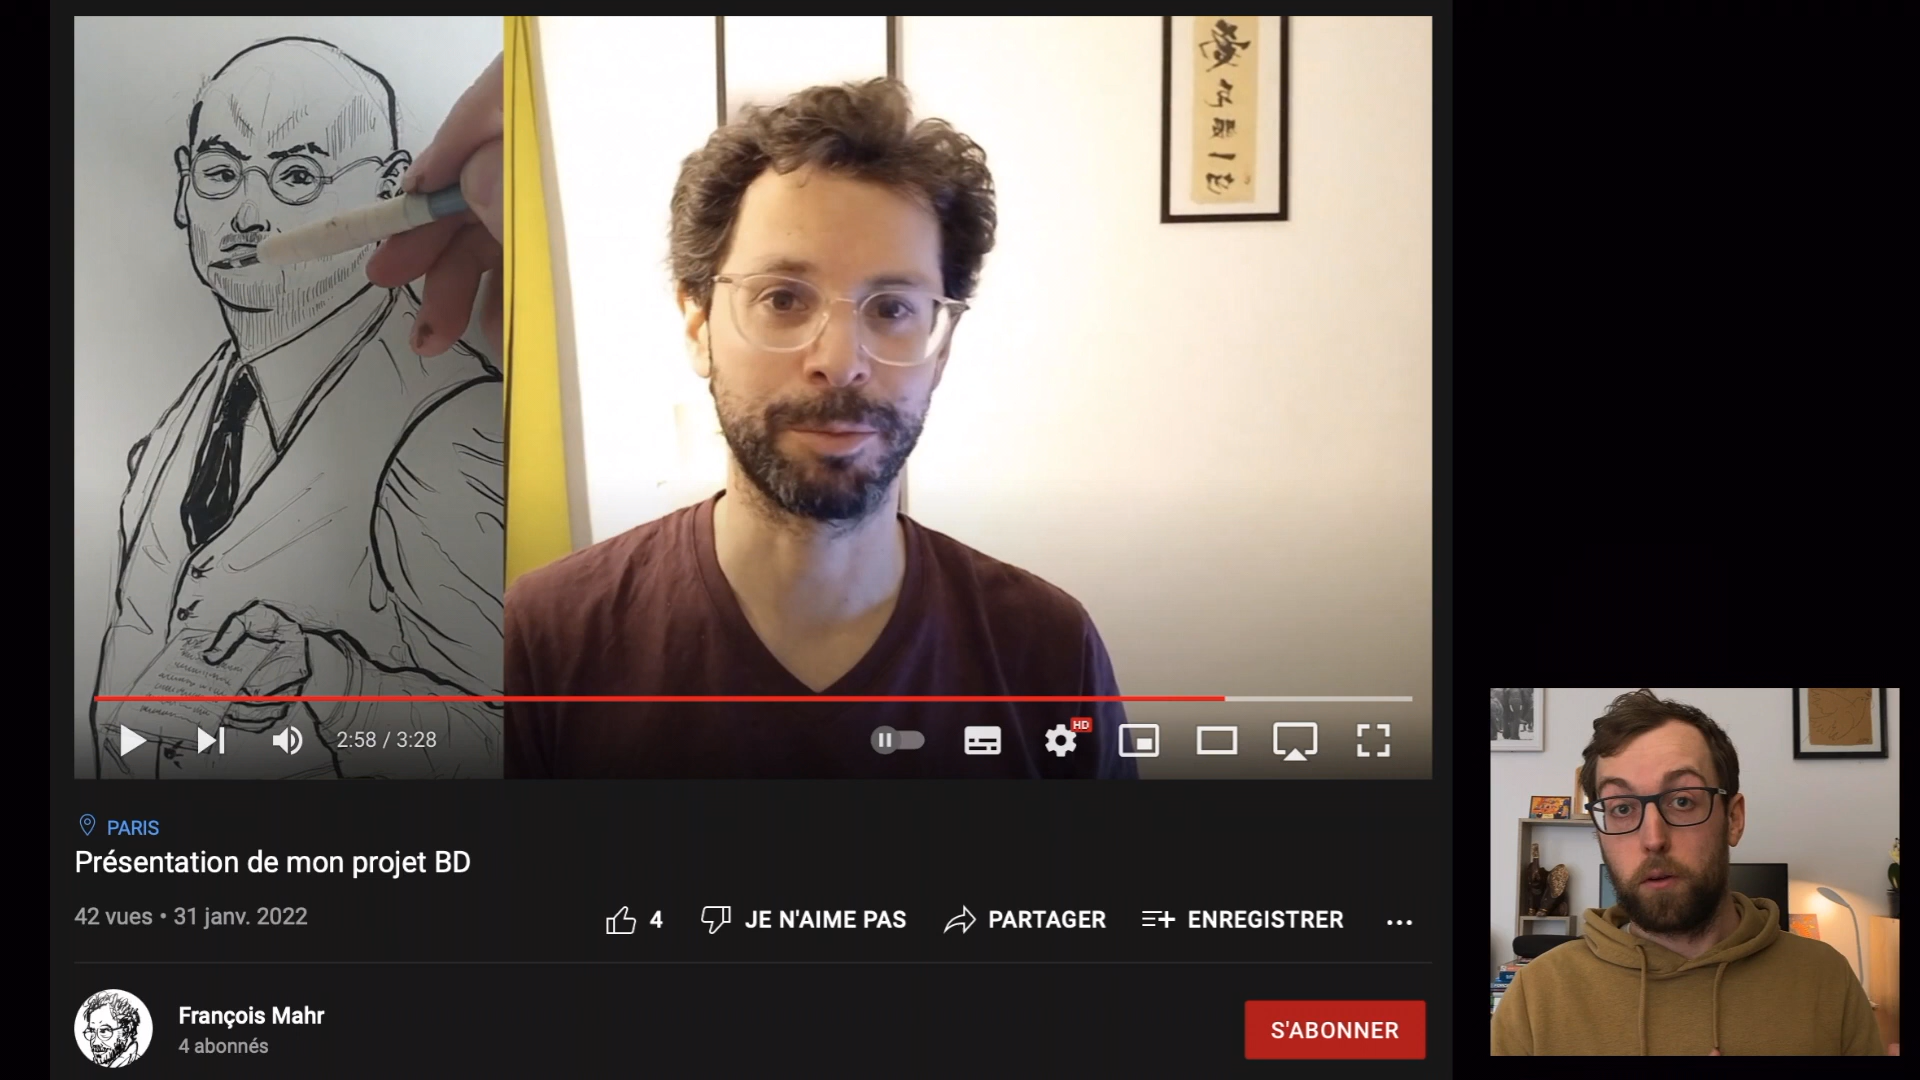 2:58 / 3:28
HD
PARIS
Présentation de mon projet BD
42 vues • 31 janv. 2022
4
JE N'AIME PAS
PARTAGER
ENREGISTRER
François Mahr
4 abonnés
S'ABONNER